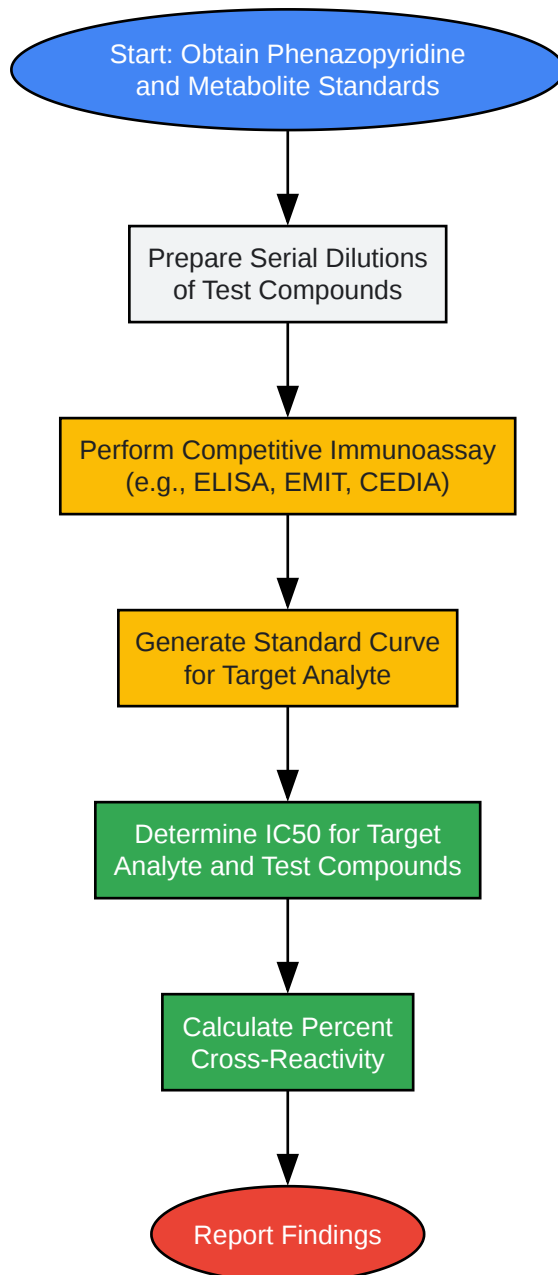 Start: Obtain Phenazopyridine
and Metabolite Standards
Prepare Serial Dilutions
of Test Compounds
Perform Competitive Immunoassay
(e.g., ELISA, EMIT, CEDIA)
Generate Standard Curve
for Target Analyte
Determine IC50 for Target
Analyte and Test Compounds
Calculate Percent
Cross-Reactivity
Report Findings